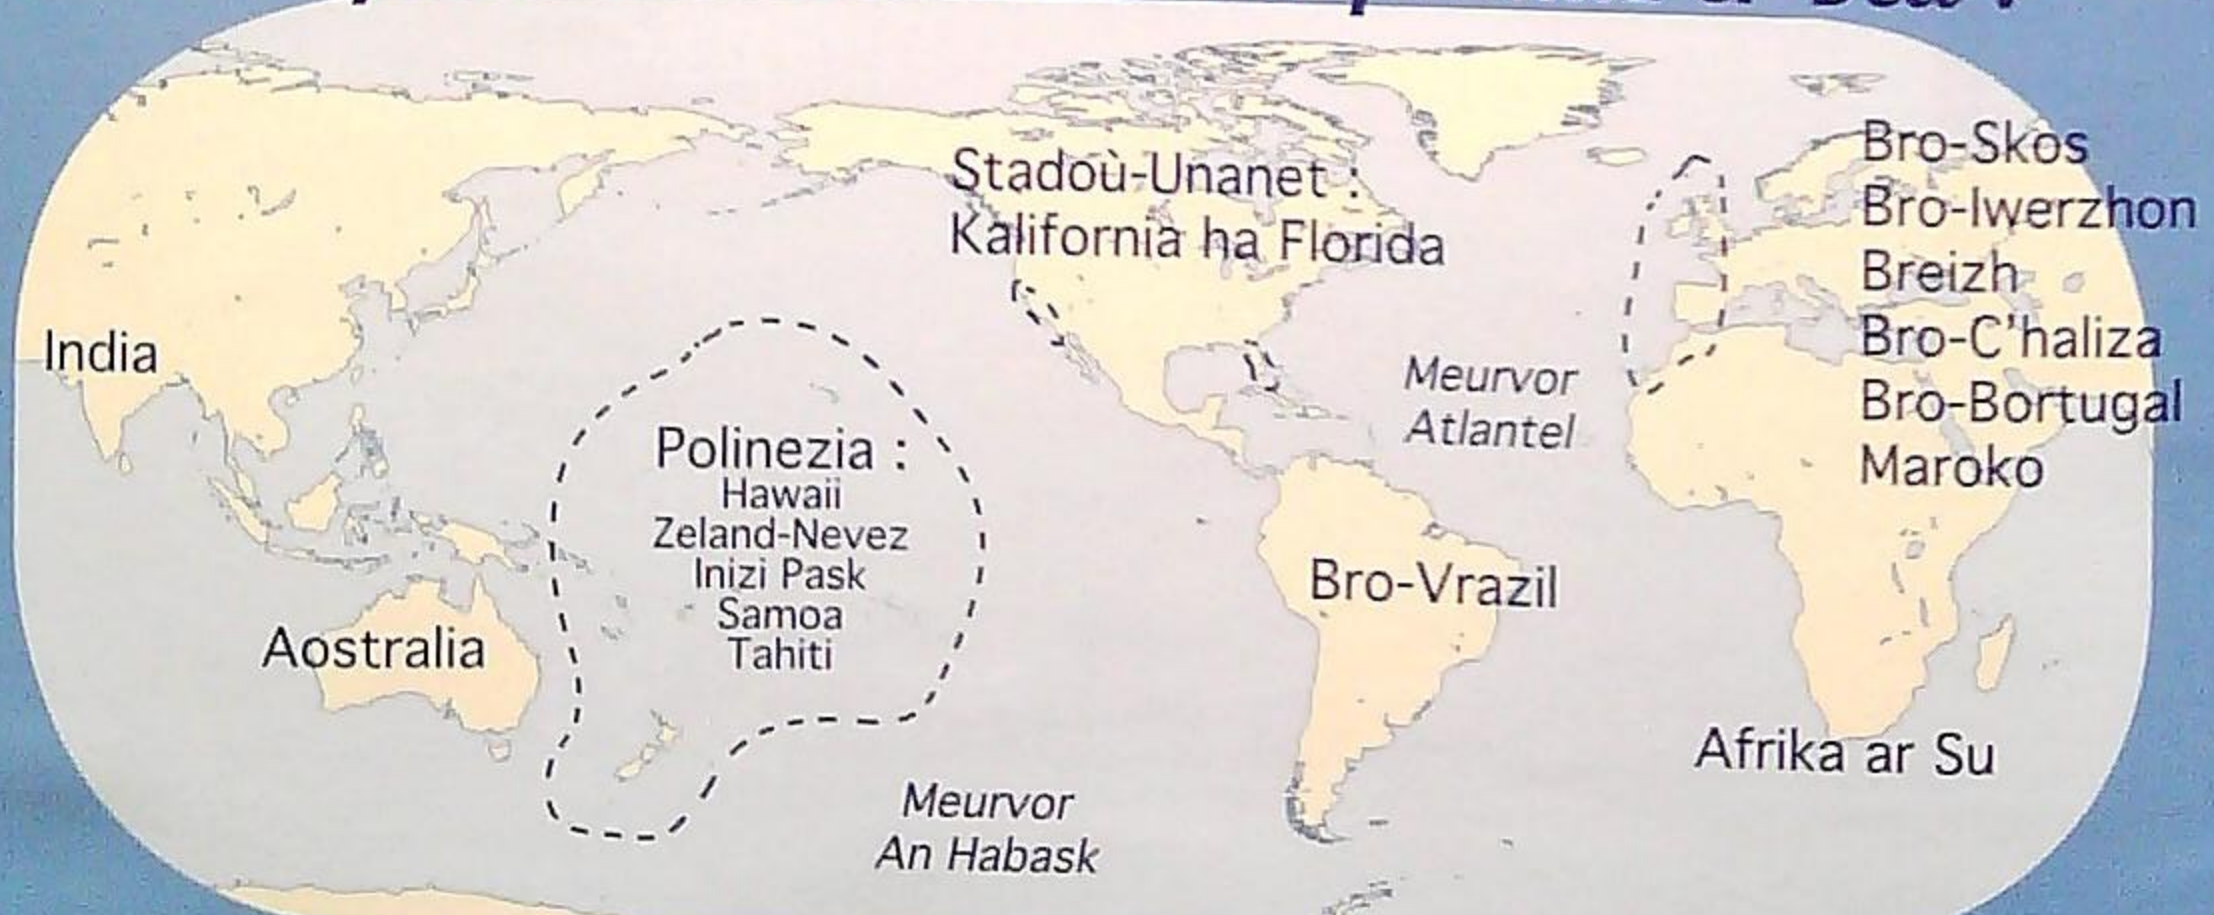 Stadoù-Unanet :
Kalifornia ha Florida
Bro-Skos
Bro-Iwerzhon
Breizh
Bro-C'haliza
Bro-Bortugal
Maroko
India
Meurvor
Atlantel
Polinezia :
Hawaii
Zeland-Nevez
Inizi Pask
Samoa
Tahiti
Bro-Vrazil
Aostralia
Afrika ar Su
Meurvor
An Habask